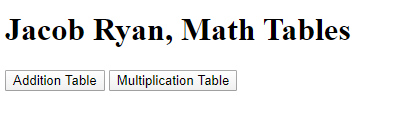 Jacob Ryan, Math Tables
Addition Table Multiplication Table